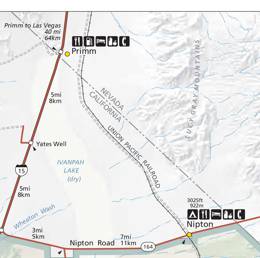 Primm to Las Vegas
40 mi
64km
Primm
NEVADA
CALIFORNIA
LUCY GRAY MOUNTAINS
UNION PACIFIC RAILROAD
5mi
8km
Yates Well
IVANPAH
LAKE
(dry)
15
5mi
8km
Wheaton Wash
3025ft
922m
Nipton
3mi
5km
Nipton Road
7mi
11km
164